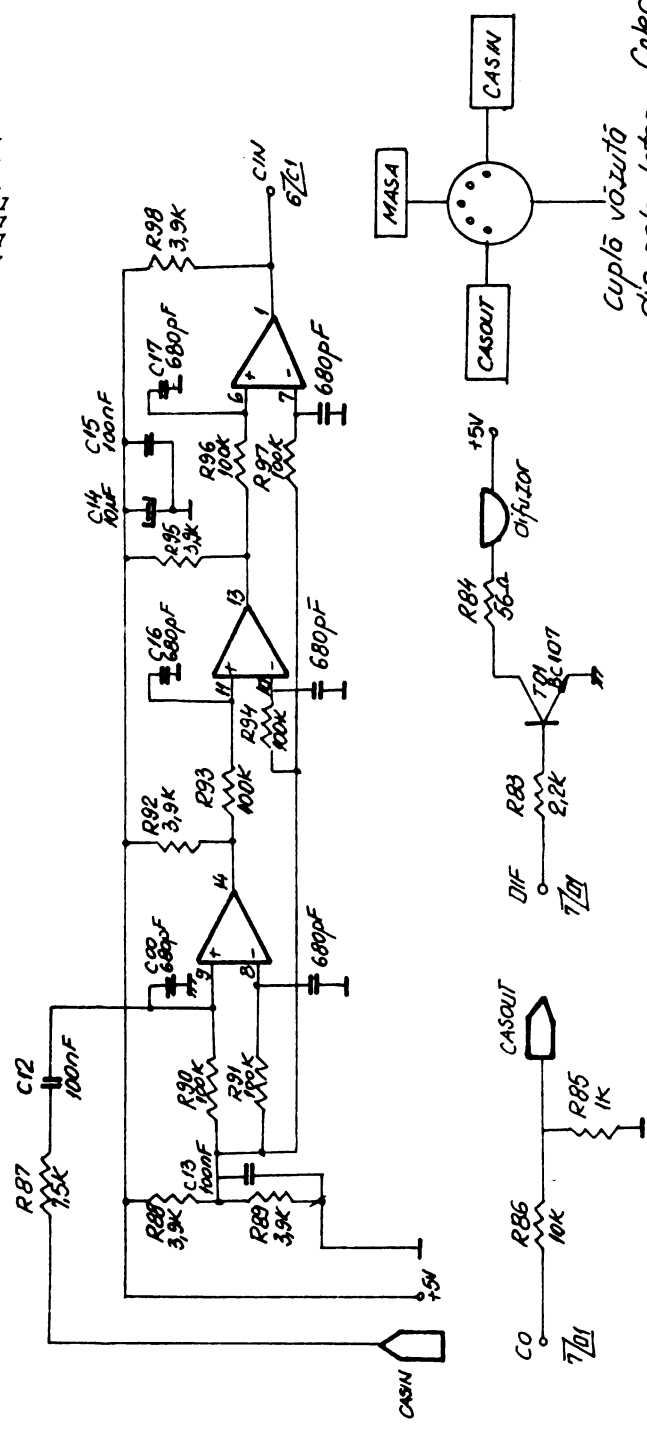 R87
7,5K
C12
100nF
C00
680pF
R92
3,9K
C16
680pF
R95
3,9K
C14
10µF
C15
100nF
C17
680pF
R98
3,9K
CIN
6/C1
R88
3,9K
R89
3,9K
C13
100nF
R90
100K
R91
100K
9
+
8
-
14
680pF
R93
100K
11
+
10
-
13
R94
100K
680pF
R96
100K
R97
100K
6
+
7
-
1
680pF
CASIN
+5V
CO
7/D1
R86
10K
R85
1K
CASOUT
DIF
7/D1
R83
2,2K
T01
BC107
R84
56Ω
Difuzor
+5V
CASOUT
MASA
CASIN
Cuplă văzută